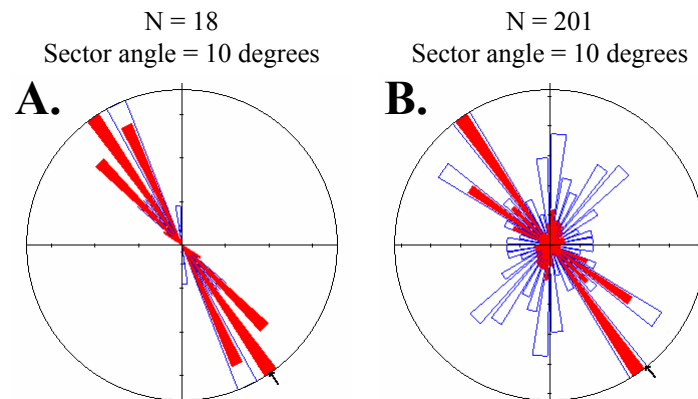 N = 18
Sector angle = 10 degrees
A.
N = 201
Sector angle = 10 degrees
B.